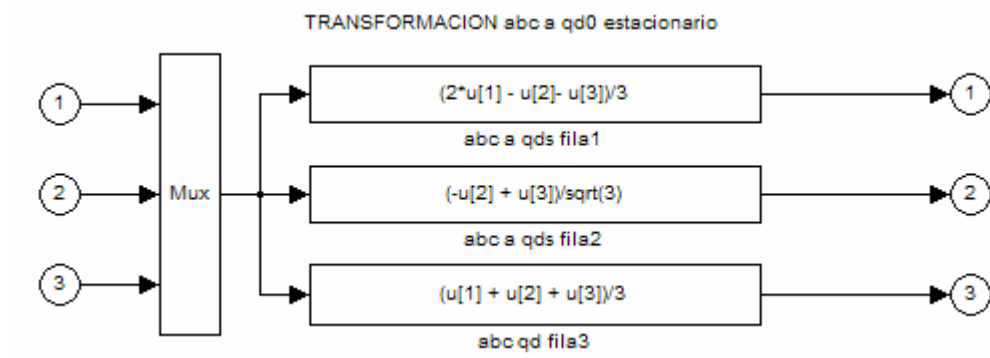 TRANSFORMACION abc a qd0 estacionario
1
(2*u[1] - u[2]- u[3])/3
1
abc a qds fila1
2
Mux
(-u[2] + u[3])/sqrt(3)
2
abc a qds fila2
3
(u[1] + u[2] + u[3])/3
3
abc qd fila3